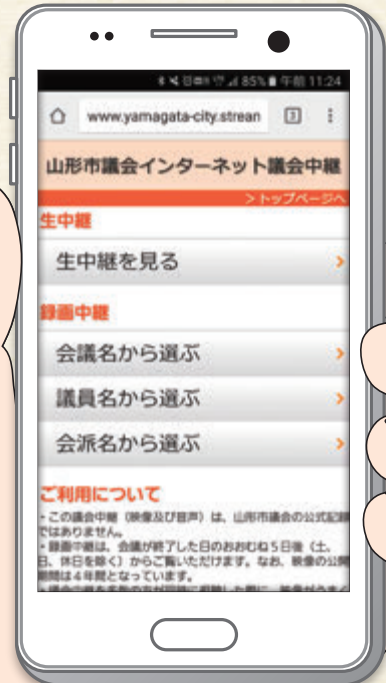 85% 午前 11:24
www.yamagata-city.strean
3
山形市議会インターネット議会中継
>トップページへ
生中継
生中継を見る
録画中継
会議名から選ぶ
議員名から選ぶ
会派名から選ぶ
ご利用について
・この議会中継(映像及び音声)は、山形市議会の公式記録
ではありません。
・録画中継は、会議が終了した日のおおむね5日後(土、
日、休日を除く)からご覧いただけます。なお、映像の公開
期間は4年間となっています。